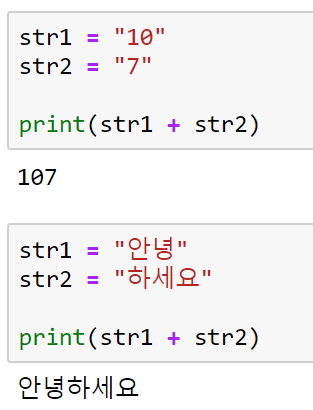 str1 = "10"
str2 = "7"
print(str1 + str2)
107
str1 = "안녕"
str2 = "하세요"
print(str1 + str2)
안녕하세요